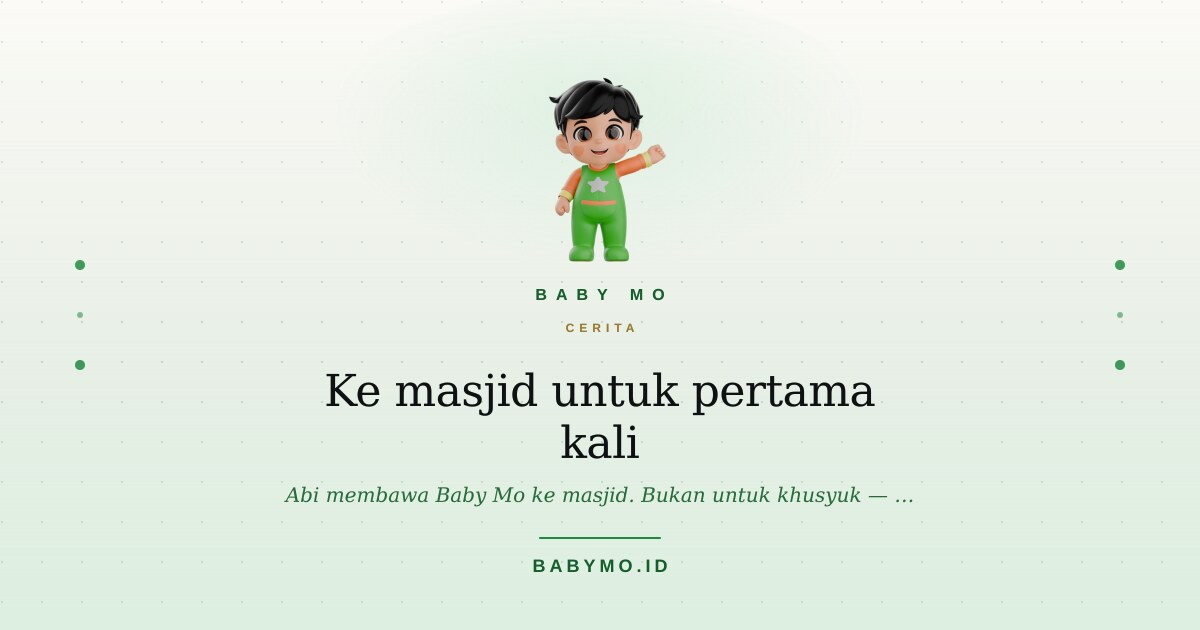 BABY MO
CERITA
Ke masjid untuk pertama
kali
Abi membawa Baby Mo ke masjid. Bukan untuk khusyuk — …
BABYMO.ID